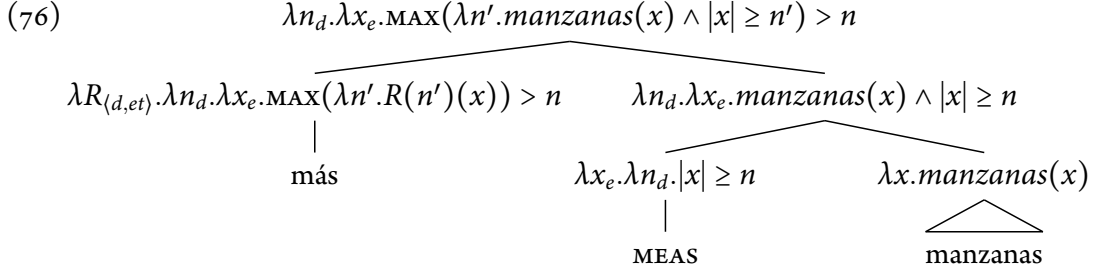 (76) λn_d.λx_e.MAX(λn′.manzanas(x) ∧ |x| ≥ n′) > n
λR_⟨d,et⟩.λn_d.λx_e.MAX(λn′.R(n′)(x)) > n λn_d.λx_e.manzanas(x) ∧ |x| ≥ n
más λx_e.λn_d.|x| ≥ n λx.manzanas(x)
MEAS manzanas